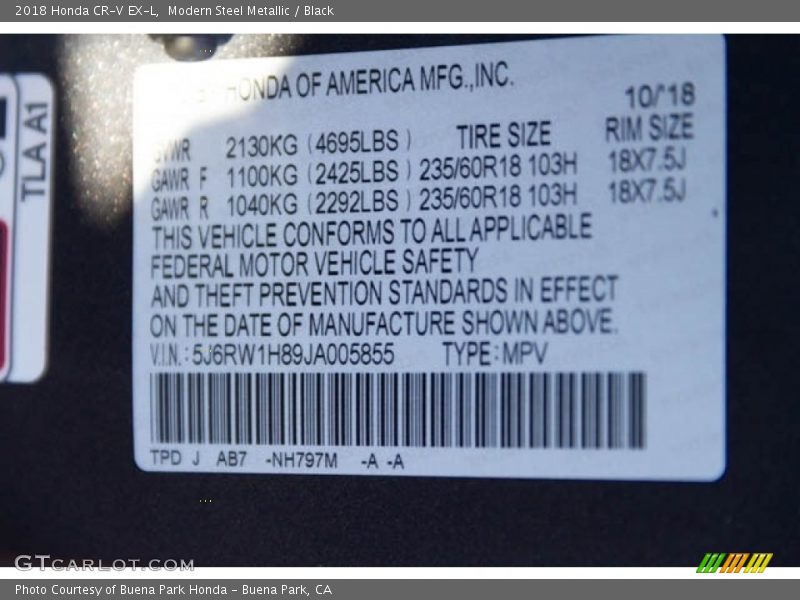 2018 Honda CR-V EX-L, Modern Steel Metallic / Black
TLA A1
HONDA OF AMERICA MFG.,INC.
10/'18
GVWR 2130KG (4695LBS) TIRE SIZE RIM SIZE
GAWR F 1100KG (2425LBS) 235/60R18 103H 18X7.5J
GAWR R 1040KG (2292LBS) 235/60R18 103H 18X7.5J
THIS VEHICLE CONFORMS TO ALL APPLICABLE
FEDERAL MOTOR VEHICLE SAFETY
AND THEFT PREVENTION STANDARDS IN EFFECT
ON THE DATE OF MANUFACTURE SHOWN ABOVE.
V.I.N.: 5J6RW1H89JA005855 TYPE: MPV
TPD J AB7 -NH797M -A -A
GTCARLOT.COM
Photo Courtesy of Buena Park Honda - Buena Park, CA